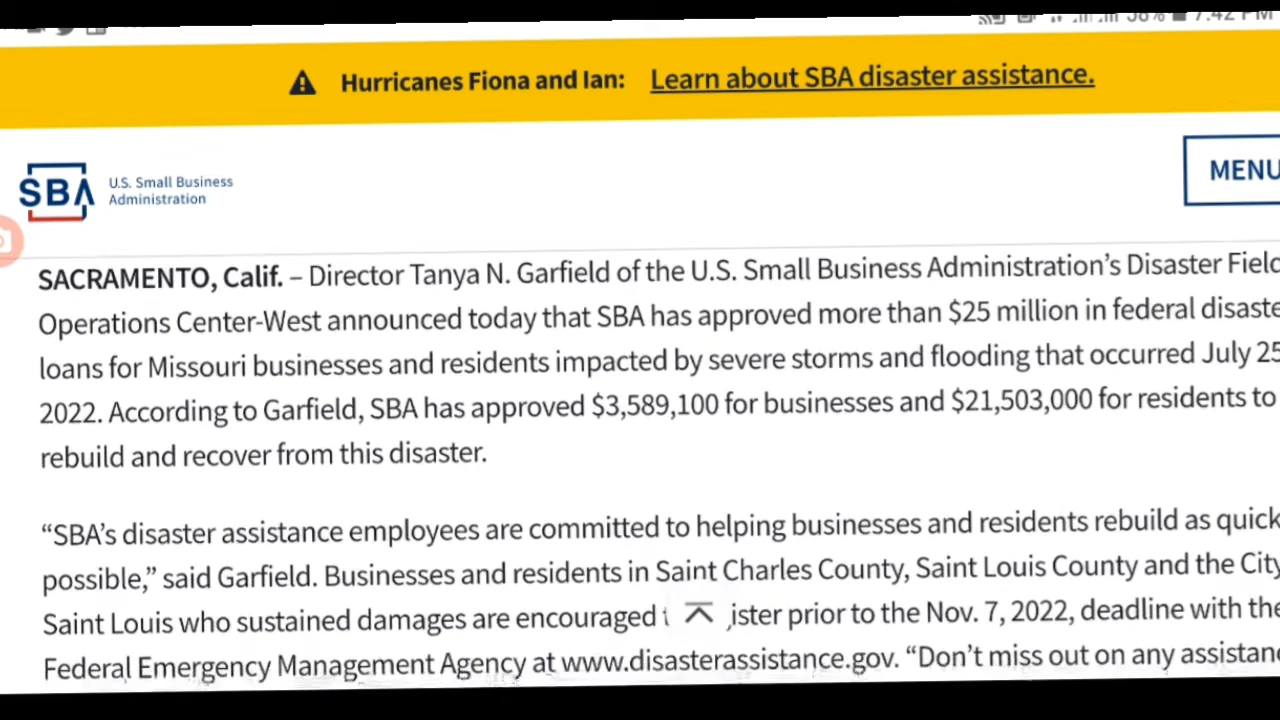 7:42 PM
Hurricanes Fiona and Ian: Learn about SBA disaster assistance.
SBA U.S. Small Business
Administration
MENU
SACRAMENTO, Calif. – Director Tanya N. Garfield of the U.S. Small Business Administration’s Disaster Field
Operations Center-West announced today that SBA has approved more than $25 million in federal disaste
loans for Missouri businesses and residents impacted by severe storms and flooding that occurred July 25
2022. According to Garfield, SBA has approved $3,589,100 for businesses and $21,503,000 for residents to
rebuild and recover from this disaster.
“SBA’s disaster assistance employees are committed to helping businesses and residents rebuild as quick
possible,” said Garfield. Businesses and residents in Saint Charles County, Saint Louis County and the City
Saint Louis who sustained damages are encouraged ister prior to the Nov. 7, 2022, deadline with the
Federal Emergency Management Agency at www.disasterassistance.gov. “Don’t miss out on any assistanc